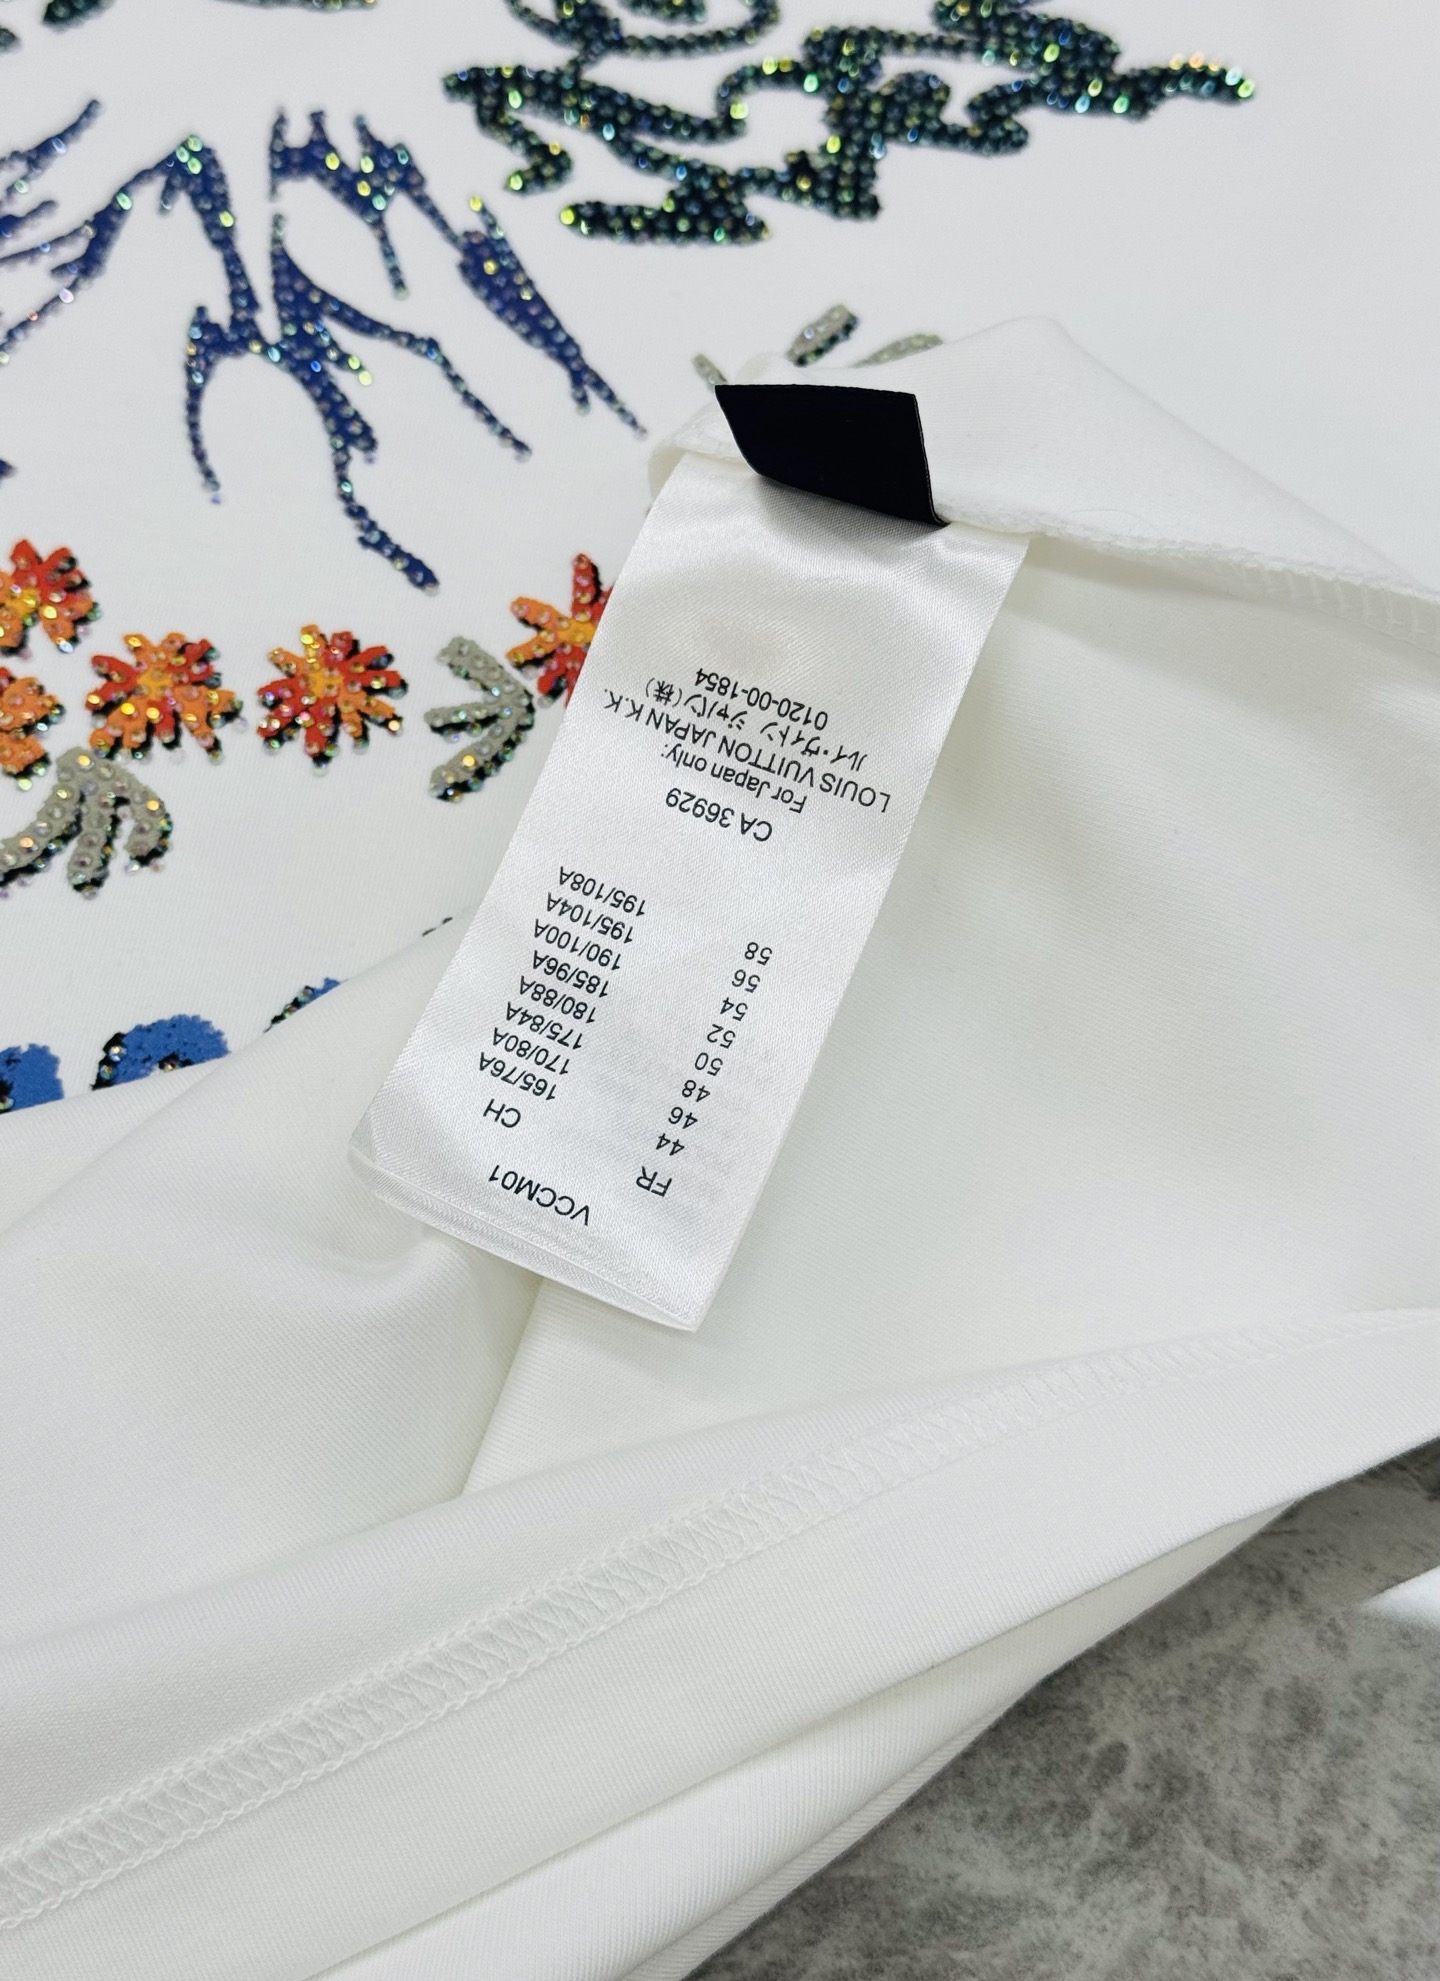 VCCM01
FR CH
44 165/76A
46 170/80A
48 175/84A
50 180/88A
52 185/96A
54 190/100A
56 195/104A
58 195/108A
CA 36929
For Japan only:
LOUIS VUITTON JAPAN K.K.
ルイ・ヴィトン ジャパン(株)
0120-00-1854